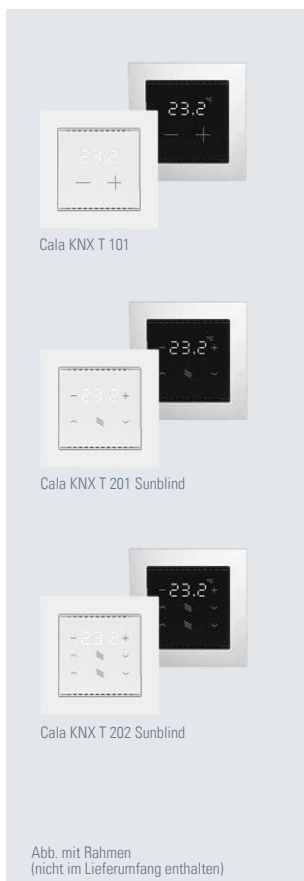 23.2 °C
23.2
— +
— +
Cala KNX T 101
- 23.2 °C +
- 23.2 +
Cala KNX T 201 Sunblind
- 23.2 °C +
- 23.2 +
Cala KNX T 202 Sunblind
Abb. mit Rahmen
(nicht im Lieferumfang enthalten)